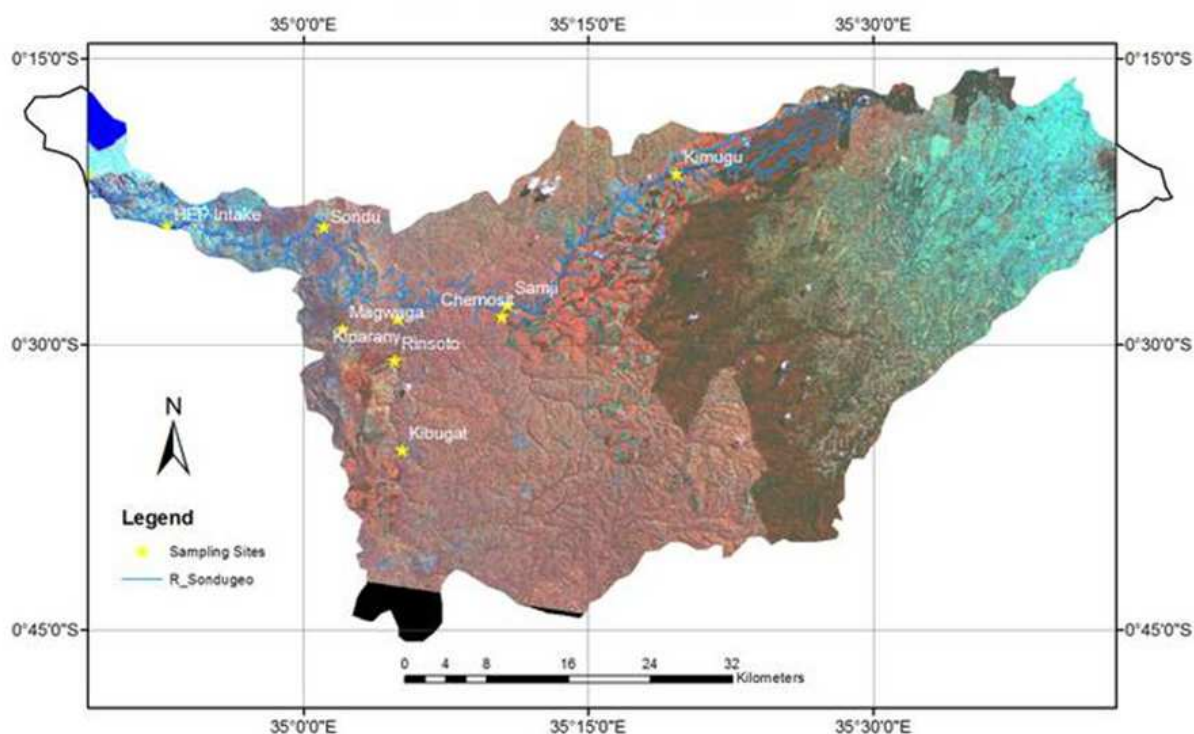 35°0'0"E
35°15'0"E
35°30'0"E
0°15'0"S
0°15'0"S
Kimugu
HEP Intake
Sondu
Samji
Chemosit
Magwaga
Kiparany
Rinsoto
0°30'0"S
0°30'0"S
N
Kibugat
Legend
Sampling Sites
R_Sondugeo
0°45'0"S
0°45'0"S
0 4 8 16 24 32
Kilometers
35°0'0"E
35°15'0"E
35°30'0"E